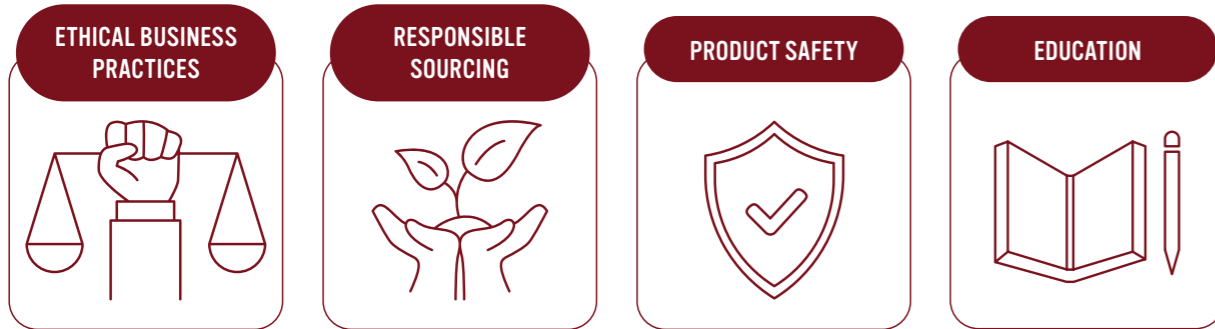 ETHICAL BUSINESS
PRACTICES
RESPONSIBLE
SOURCING
PRODUCT SAFETY
EDUCATION